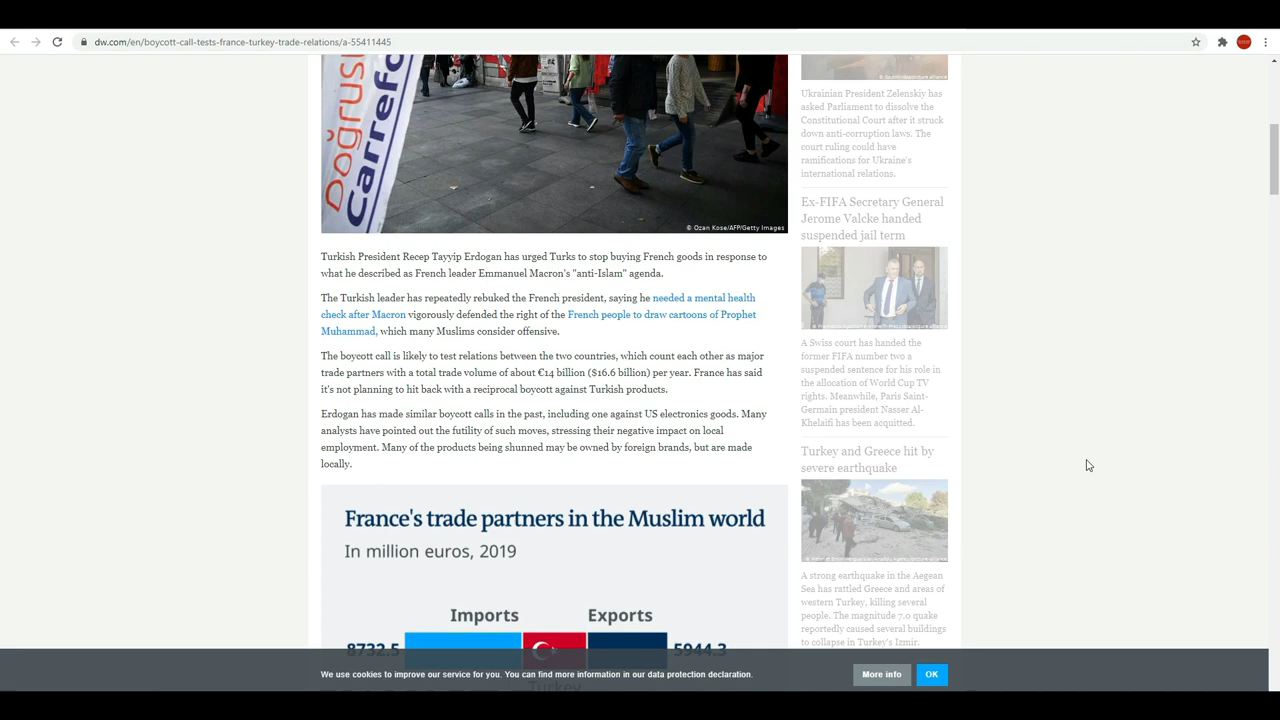 dw.com/en/boycott-call-tests-france-turkey-trade-relations/a-55411445
Doğrusu
Carrefo
© Ozan Kose/AFP/Getty Images
Turkish President Recep Tayyip Erdogan has urged Turks to stop buying French goods in response to
what he described as French leader Emmanuel Macron's "anti-Islam" agenda.
The Turkish leader has repeatedly rebuked the French president, saying he needed a mental health
check after Macron vigorously defended the right of the French people to draw cartoons of Prophet
Muhammad, which many Muslims consider offensive.
The boycott call is likely to test relations between the two countries, which count each other as major
trade partners with a total trade volume of about €14 billion ($16.6 billion) per year. France has said
it's not planning to hit back with a reciprocal boycott against Turkish products.
Erdogan has made similar boycott calls in the past, including one against US electronics goods. Many
analysts have pointed out the futility of such moves, stressing their negative impact on local
employment. Many of the products being shunned may be owned by foreign brands, but are made
locally.
France's trade partners in the Muslim world
In million euros, 2019
Imports Exports
8732.5 5944.3
Turkey
Ukrainian President Zelenskiy has
asked Parliament to dissolve the
Constitutional Court after it struck
down anti-corruption laws. The
court ruling could have
ramifications for Ukraine's
international relations.
Ex-FIFA Secretary General
Jerome Valcke handed
suspended jail term
A Swiss court has handed the
former FIFA number two a
suspended sentence for his role in
the allocation of World Cup TV
rights. Meanwhile, Paris Saint-
Germain president Nasser Al-
Khelaifi has been acquitted.
Turkey and Greece hit by
severe earthquake
A strong earthquake in the Aegean
Sea has rattled Greece and areas of
western Turkey, killing several
people. The magnitude 7.0 quake
reportedly caused several buildings
to collapse in Turkey's Izmir.
We use cookies to improve our service for you. You can find more information in our data protection declaration.
More info
OK